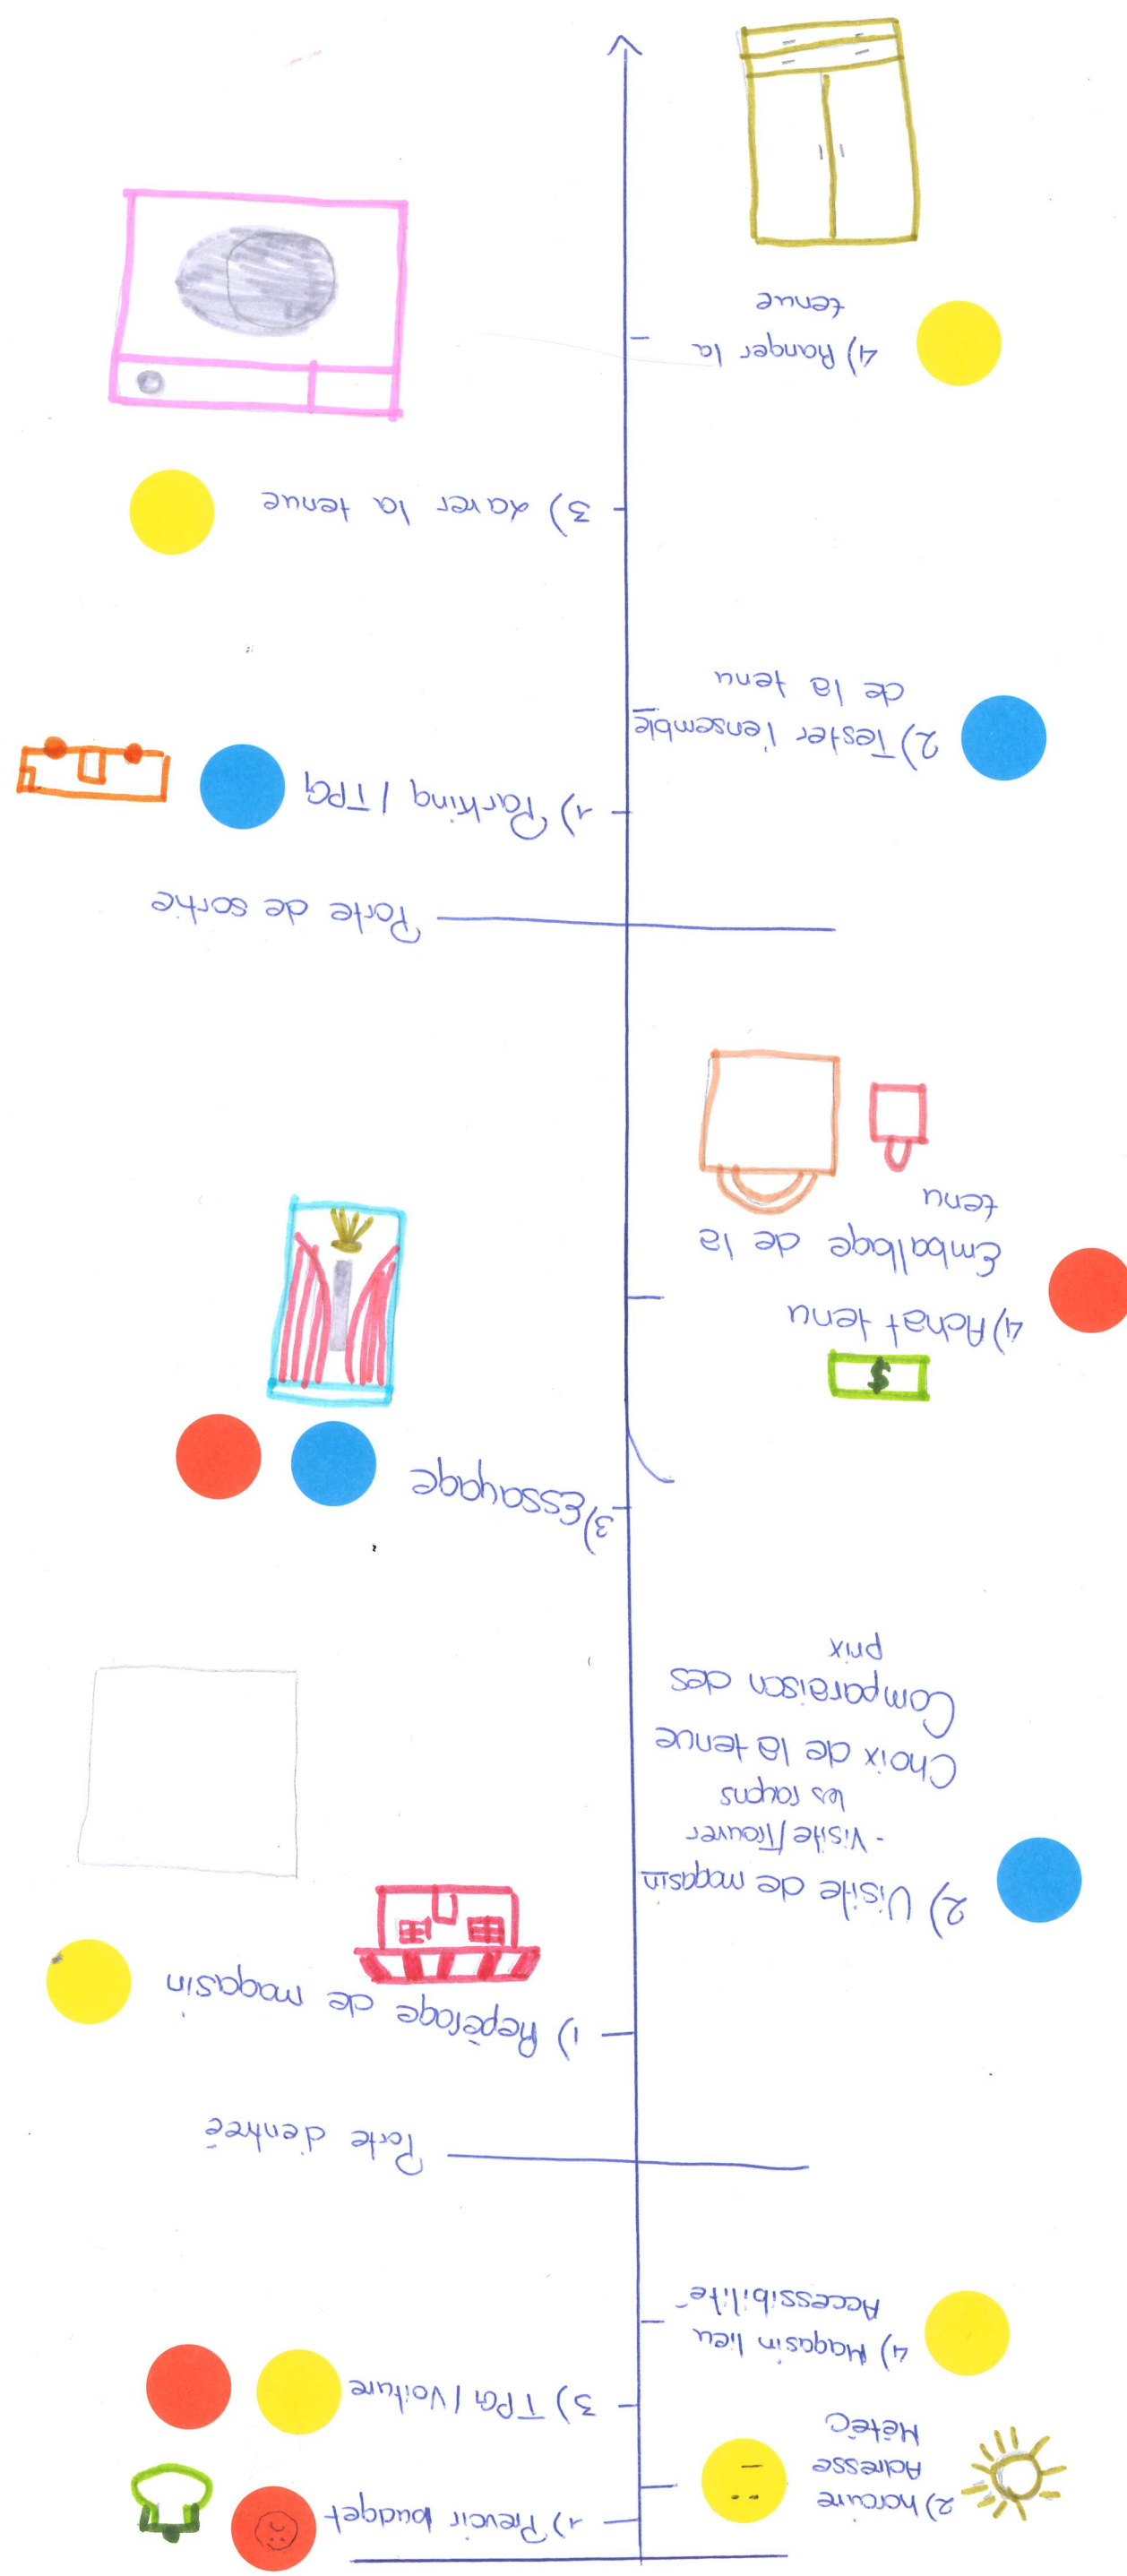 1) Prevoir budget
2) horaire
Adresse
Météo
3) TPG / Voiture
4) Magasin lieu
Accessibilité
Porte d'entrée
1) Repérage de magasin
2) Visite de magasin
- Visite/Trouver
les rayons
Choix de la tenue
Comparaison des
prix
3) Essayage
$
4) Achat tenu
Emballage de la
tenu
Porte de sortie
1) Parking / TPG
2) Tester l'ensemble
de la tenu
3) Laver la tenue
4) Ranger la
tenue